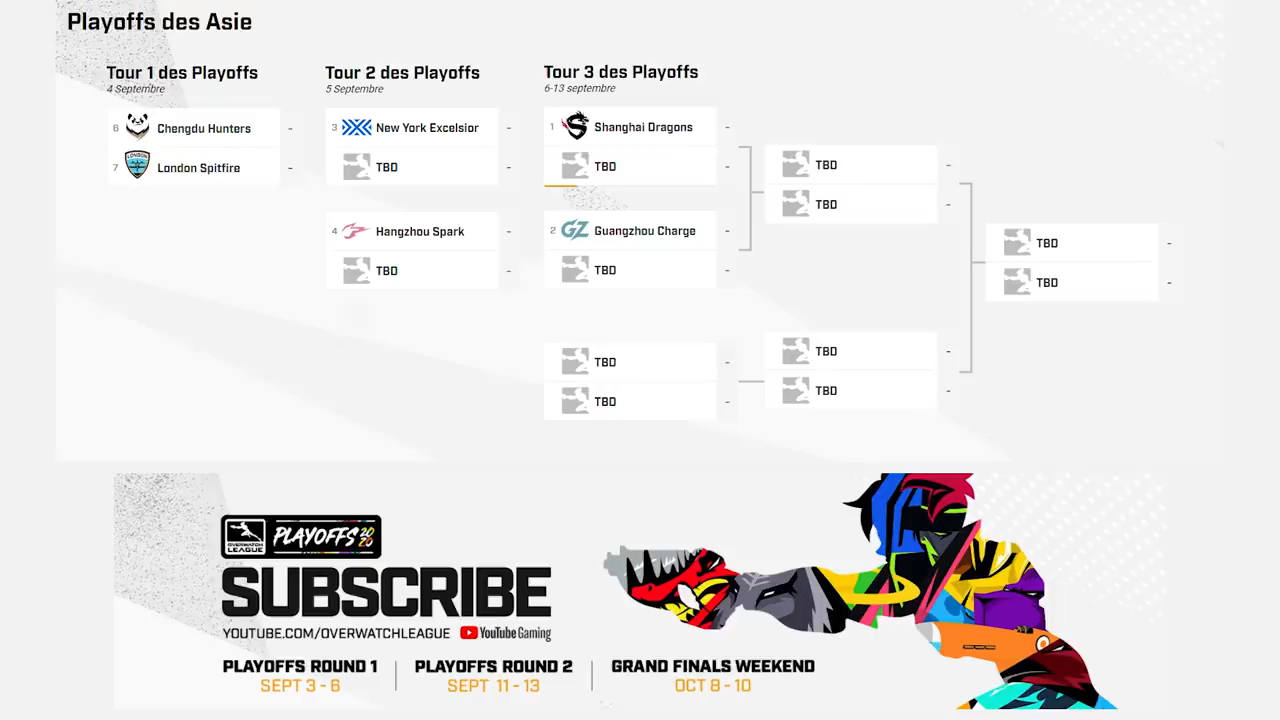 Playoffs des Asie
Tour 1 des Playoffs
4 Septembre
6 Chengdu Hunters -
7 London Spitfire -
Tour 2 des Playoffs
5 Septembre
3 New York Excelsior -
TBD -
4 Hangzhou Spark -
TBD -
Tour 3 des Playoffs
6-13 septembre
1 Shanghai Dragons -
TBD -
2 Guangzhou Charge -
TBD -
TBD -
TBD -
TBD -
TBD -
TBD -
TBD -
TBD -
TBD -
LONDON
GZ
OVERWATCH
LEAGUE
PLAYOFFS 2020
SUBSCRIBE
YOUTUBE.COM/OVERWATCHLEAGUE YouTube Gaming
PLAYOFFS ROUND 1
SEPT 3 - 6
PLAYOFFS ROUND 2
SEPT 11 - 13
GRAND FINALS WEEKEND
OCT 8 - 10